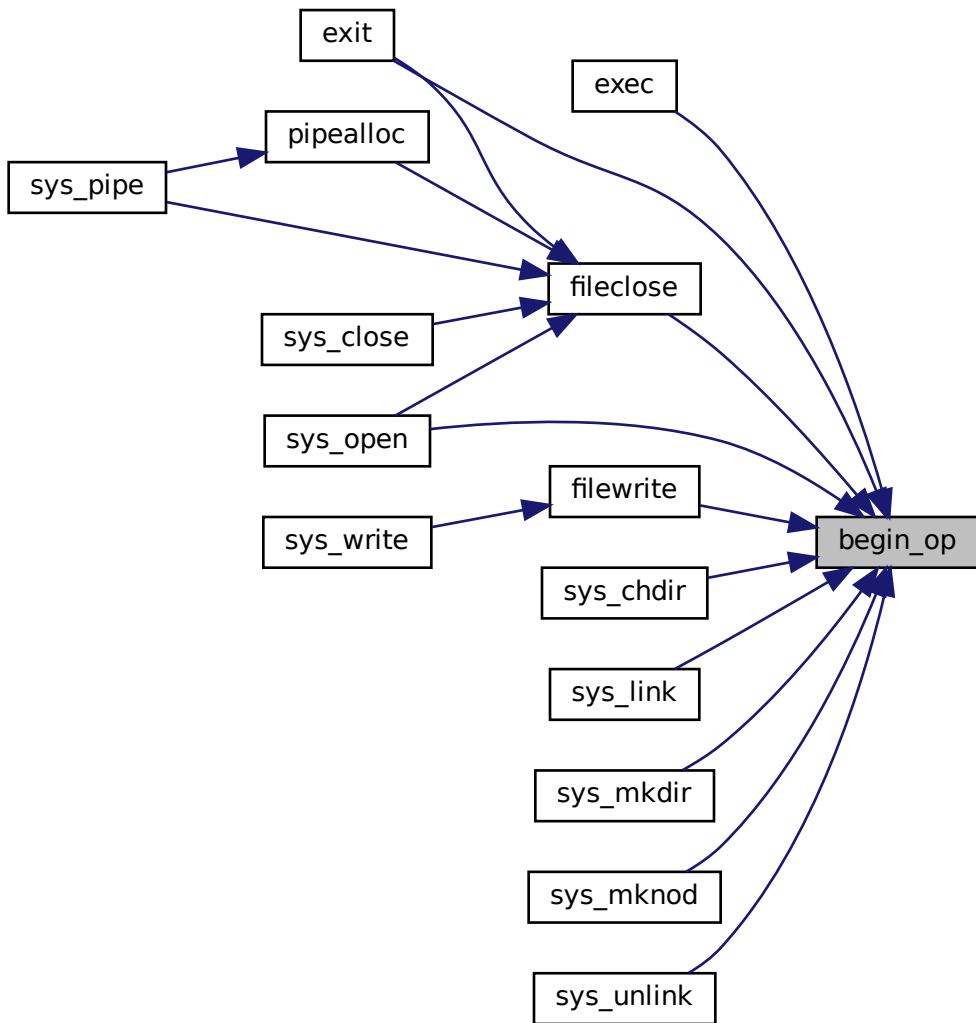 exit
exec
pipealloc
sys_pipe
fileclose
sys_close
sys_open
filewrite
sys_write
begin_op
sys_chdir
sys_link
sys_mkdir
sys_mknod
sys_unlink